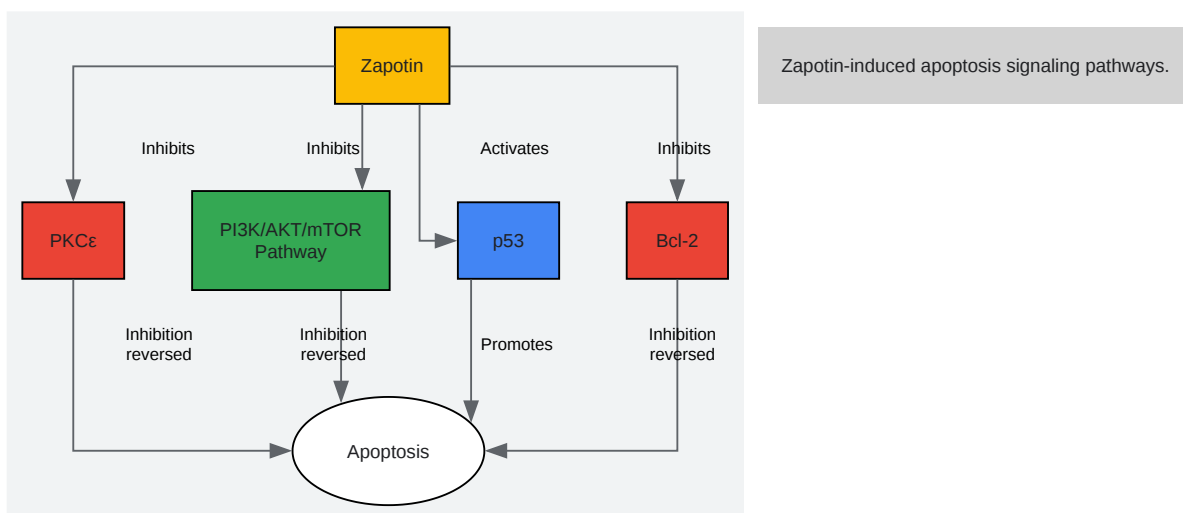 Zapotin
Zapotin-induced apoptosis signaling pathways.
Inhibits
Inhibits
Activates
Inhibits
PKCε
PI3K/AKT/mTOR
Pathway
p53
Bcl-2
Inhibition
reversed
Inhibition
reversed
Promotes
Inhibition
reversed
Apoptosis